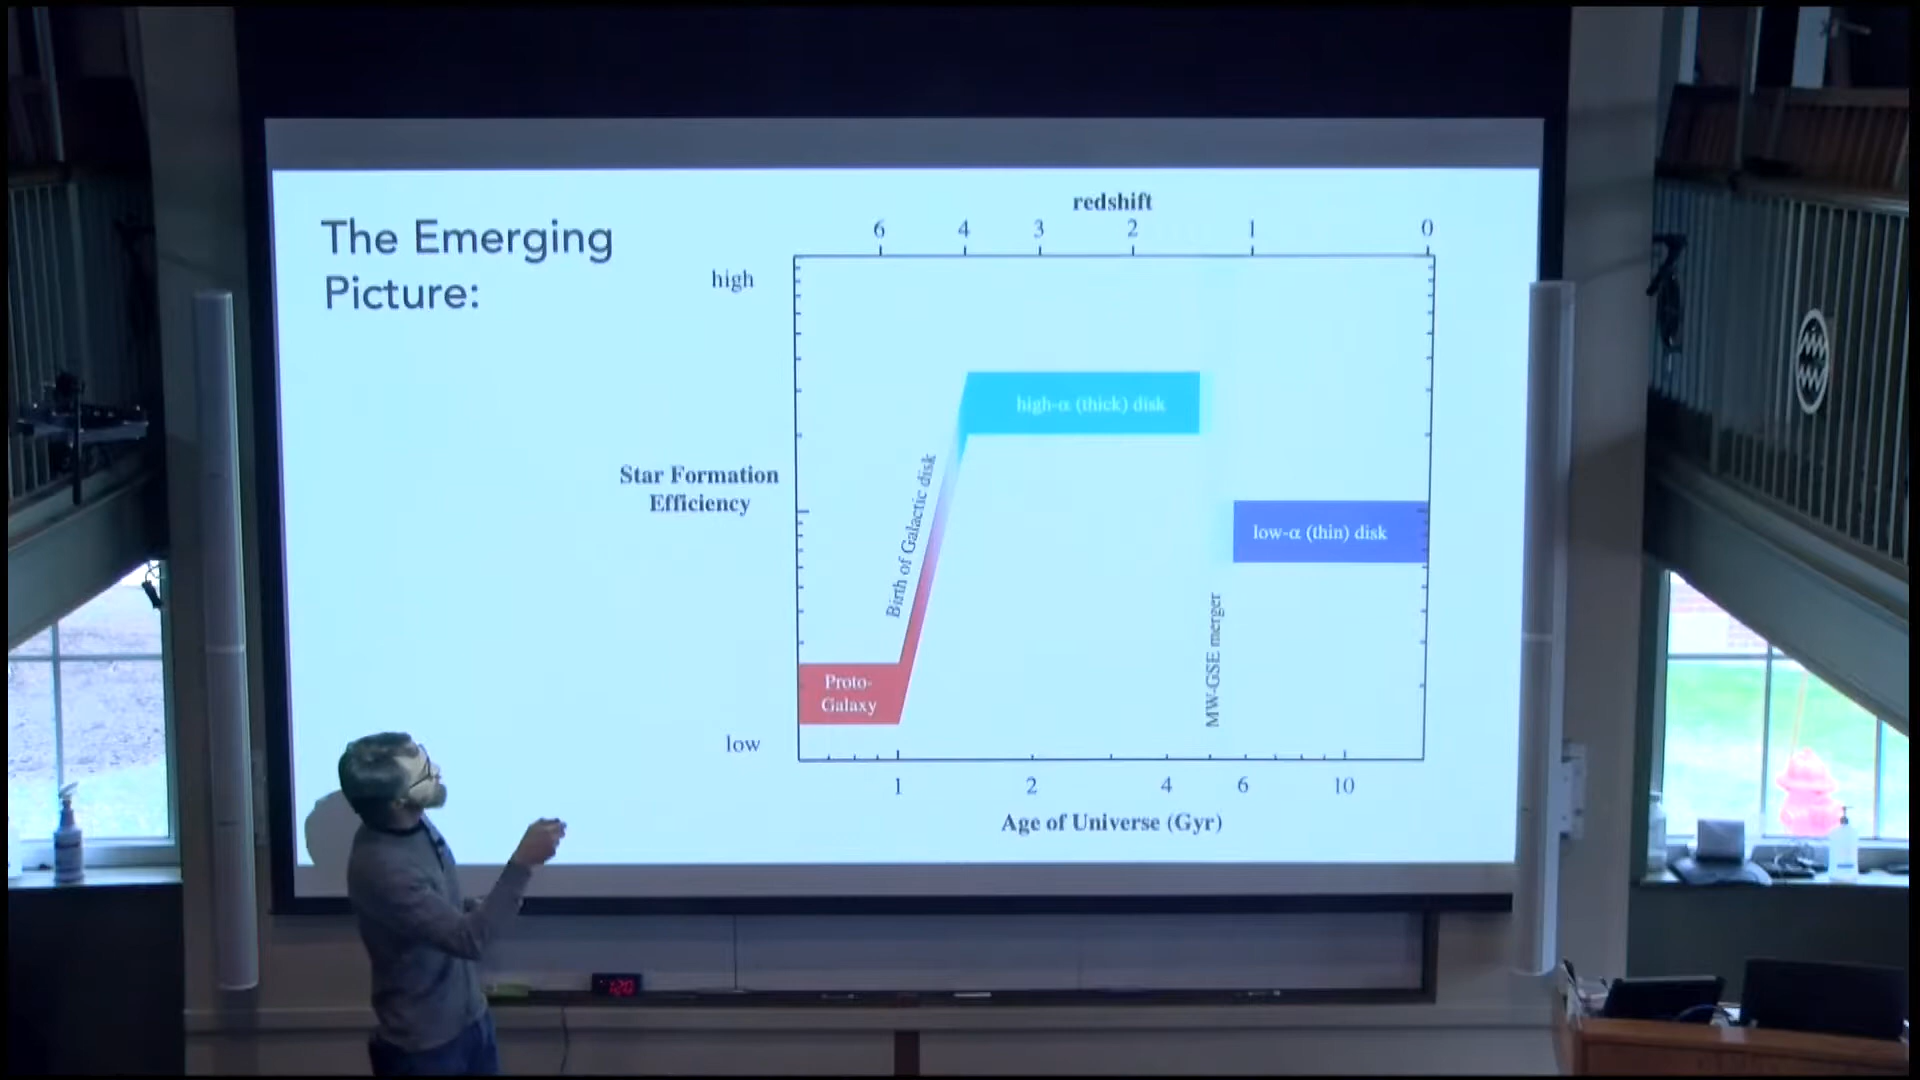 The Emerging
Picture:
redshift
6 4 3 2 1 0
high
high-α (thick) disk
Star Formation
Efficiency
Birth of Galactic disk
low-α (thin) disk
MW-GSE merger
Proto-
Galaxy
low
1 2 4 6 10
Age of Universe (Gyr)
120